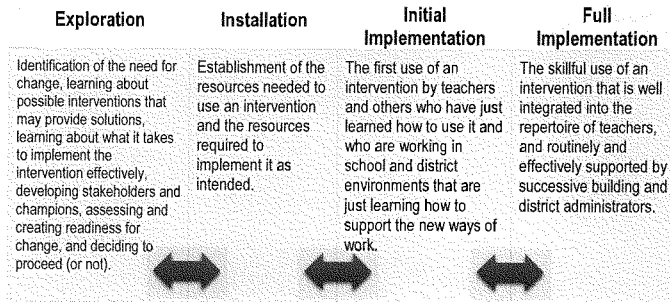 Exploration
Identification of the need for
change, learning about
possible interventions that
may provide solutions,
learning about what it takes
to implement the
intervention effectively,
developing stakeholders and
champions, assessing and
creating readiness for
change, and deciding to
proceed (or not).
Installation
Establishment of the
resources needed to
use an intervention
and the resources
required to
implement it as
intended.
Initial
Implementation
The first use of an
intervention by teachers
and others who have just
learned how to use it and
who are working in
school and district
environments that are
just learning how to
support the new ways of
work.
Full
Implementation
The skillful use of an
intervention that is well
integrated into the
repertoire of teachers,
and routinely and
effectively supported by
successive building and
district administrators.